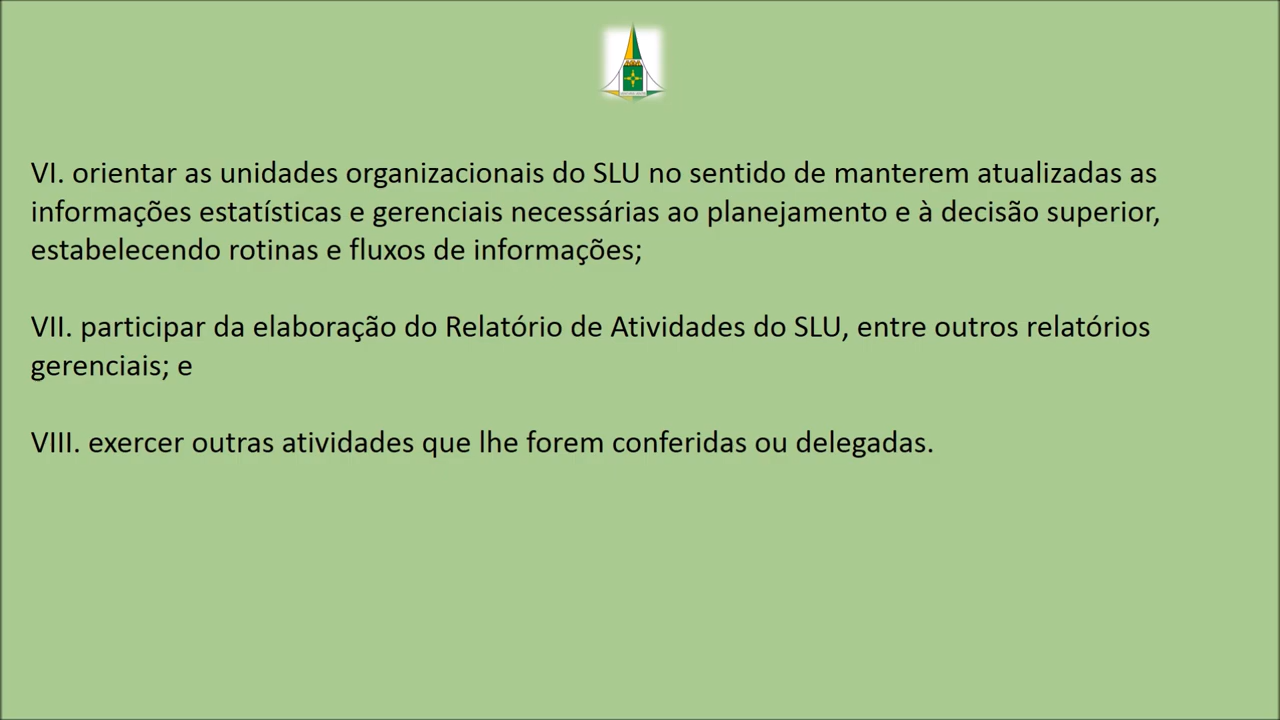 VI. orientar as unidades organizacionais do SLU no sentido de manterem atualizadas as
informações estatísticas e gerenciais necessárias ao planejamento e à decisão superior,
estabelecendo rotinas e fluxos de informações;
VII. participar da elaboração do Relatório de Atividades do SLU, entre outros relatórios
gerenciais; e
VIII. exercer outras atividades que lhe forem conferidas ou delegadas.